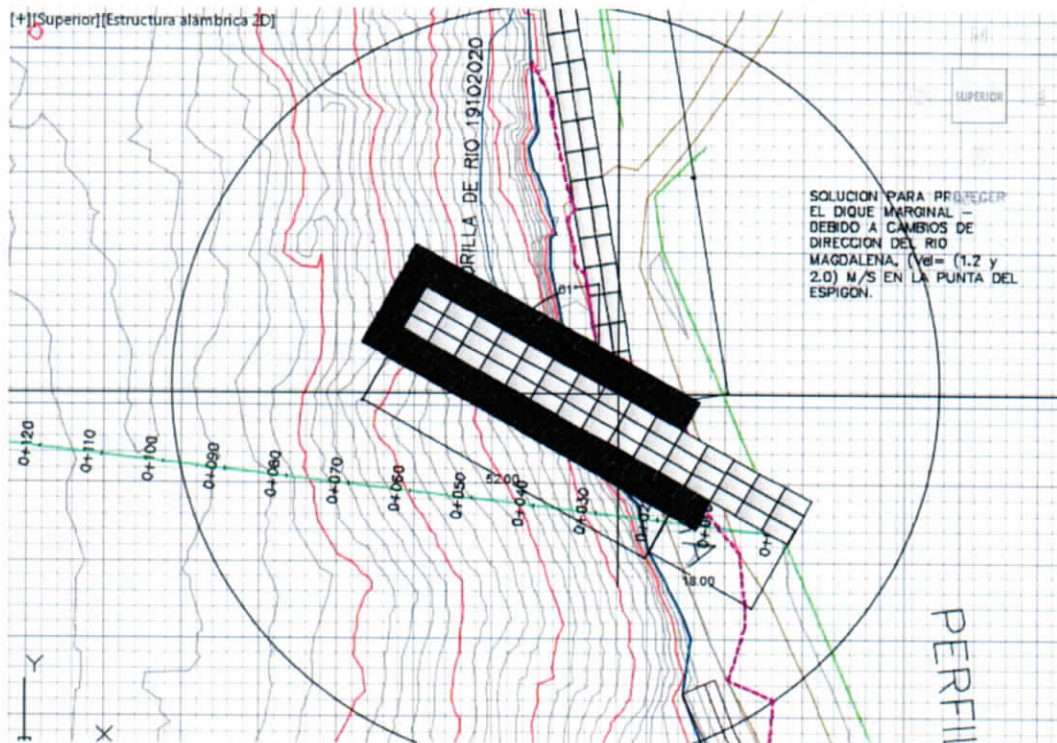 [+][Superior][Estructura alámbrica 2D]
ORILLA DE RIO 19102020
SUPERIOR
SOLUCION PARA PROTEGER
EL DIQUE MARGINAL –
DEBIDO A CAMBIOS DE
DIRECCION DEL RIO
MAGDALENA, (Vel= (1.2 y
2.0) M/S EN LA PUNTA DEL
ESPIGON.
61°
0+120
0+110
0+100
0+090
0+080
0+070
0+060
0+050
0+040
0+030
52.00
18.00
Y
X